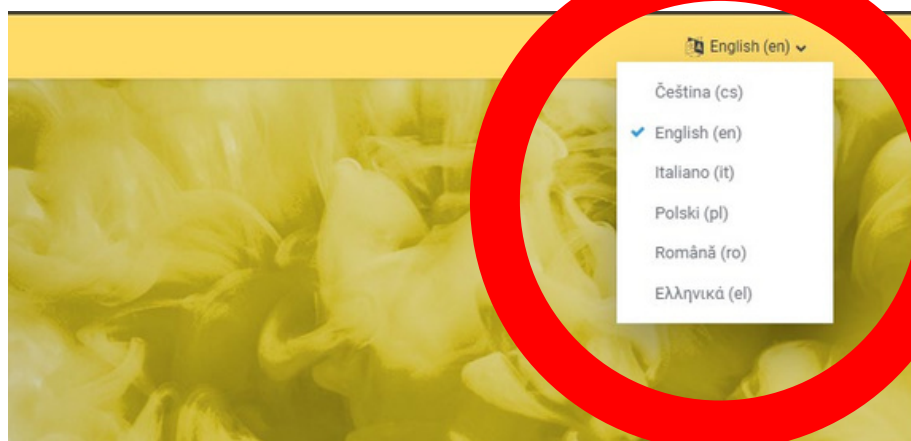 English (en)
Čeština (cs)
English (en)
Italiano (it)
Polski (pl)
Română (ro)
Ελληνικά (el)